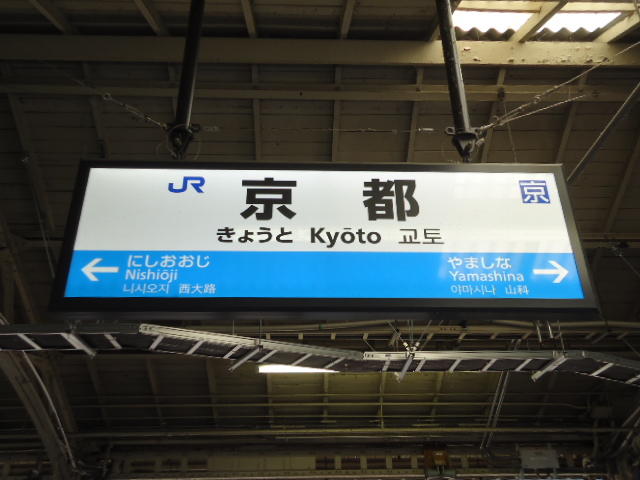 JR 京都 京
きょうと Kyōto 교토
← にしおおじ やましな →
Nishiōji Yamashina
니시오지 西大路 야마시나 山科